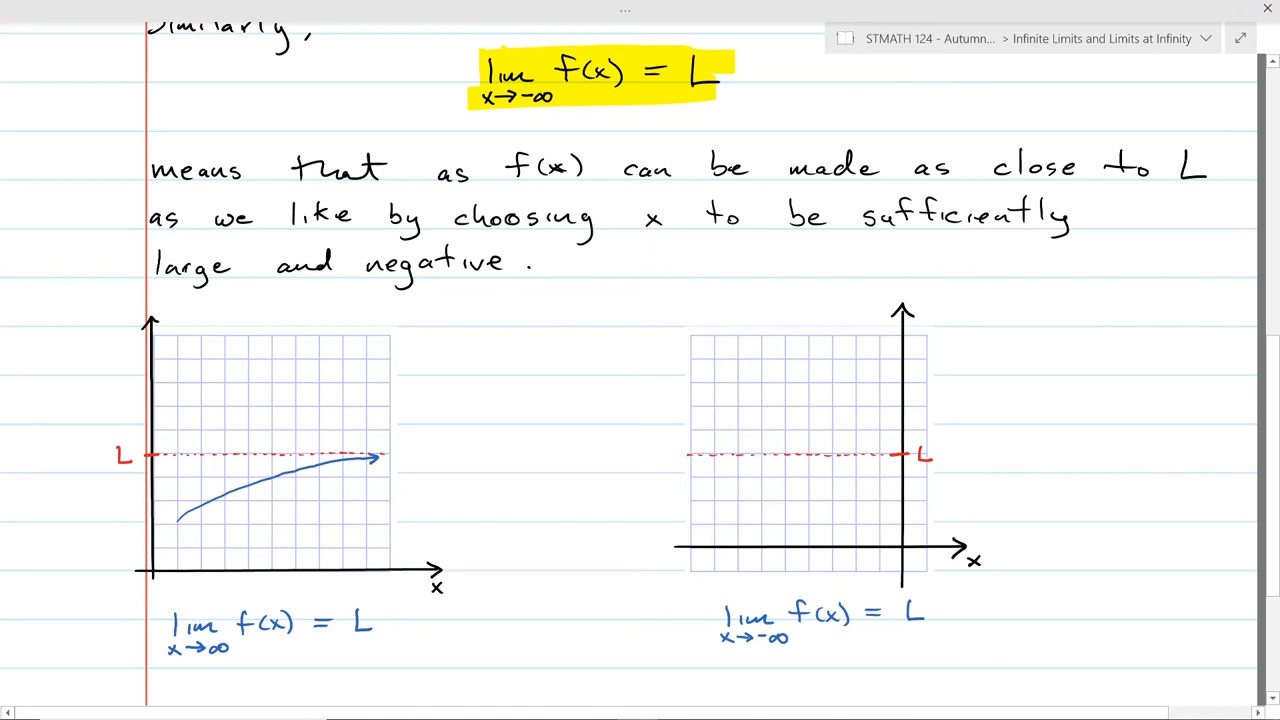 Similarly,
STMATH 124 - Autumn... > Infinite Limits and Limits at Infinity
lim f(x) = L
x→-∞
means that as f(x) can be made as close to L
as we like by choosing x to be sufficiently
large and negative.
L
L
x
x
lim f(x) = L
x→∞
lim f(x) = L
x→-∞